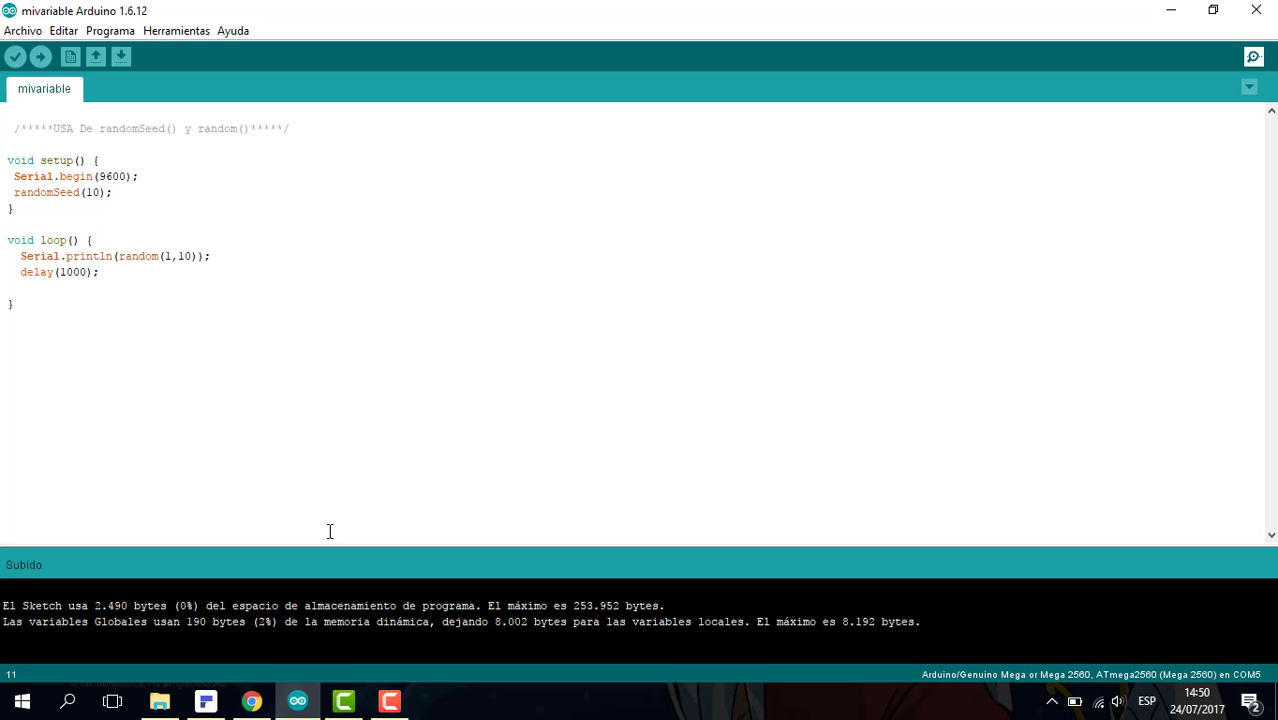 mivariable Arduino 1.6.12
Archivo Editar Programa Herramientas Ayuda
mivariable
/*****USA De randomSeed() y random()*****/
void setup() {
Serial.begin(9600);
randomSeed(10);
}
void loop() {
Serial.println(random(1,10));
delay(1000);
}
Subido
El Sketch usa 2.490 bytes (0%) del espacio de almacenamiento de programa. El máximo es 253.952 bytes.
Las variables Globales usan 190 bytes (2%) de la memoria dinámica, dejando 8.002 bytes para las variables locales. El máximo es 8.192 bytes.
11 Arduino/Genuino Mega or Mega 2560, ATmega2560 (Mega 2560) en COM5
14:50
ESP
24/07/2017
2